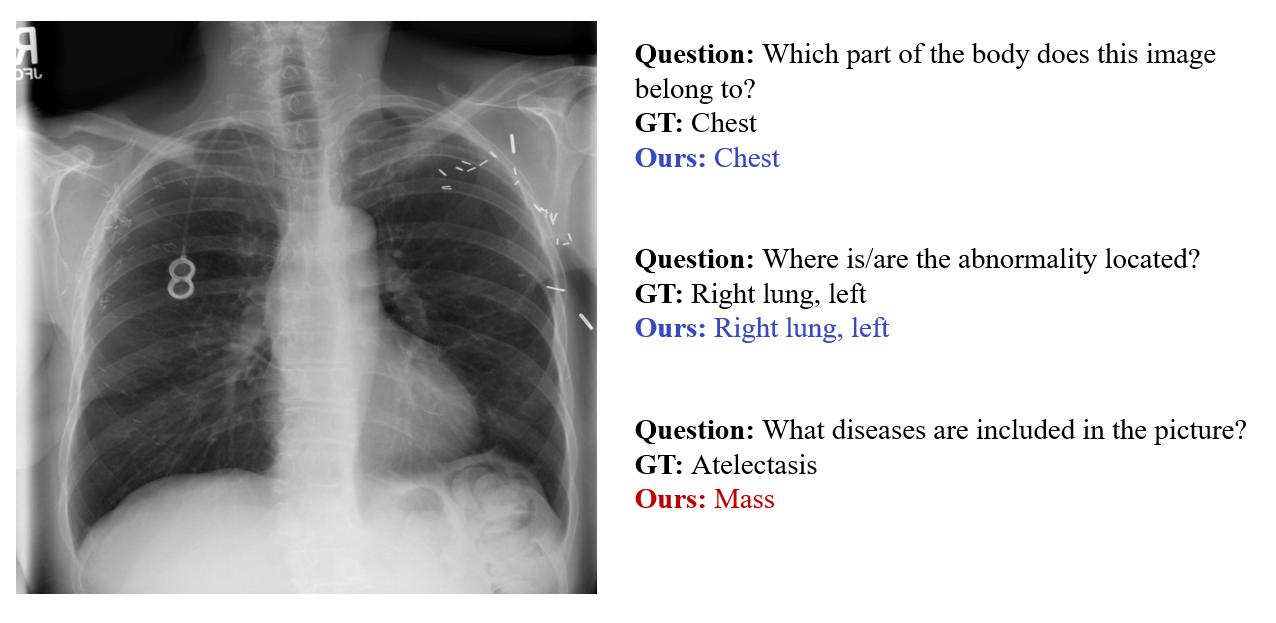 R
JFC
Question: Which part of the body does this image
belong to?
GT: Chest
Ours: Chest
Question: Where is/are the abnormality located?
GT: Right lung, left
Ours: Right lung, left
Question: What diseases are included in the picture?
GT: Atelectasis
Ours: Mass